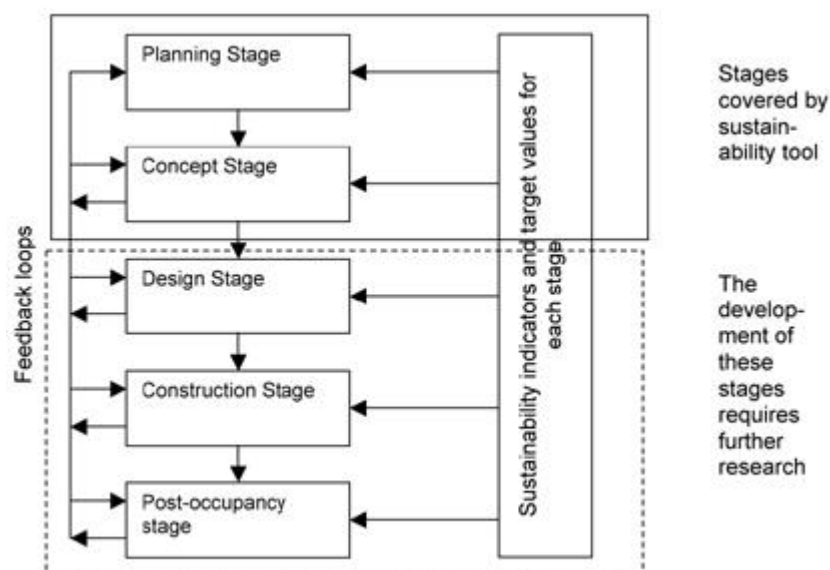 Planning Stage
Concept Stage
Design Stage
Construction Stage
Post-occupancy
stage
Feedback loops
Sustainability indicators and target values for
each stage
Stages
covered by
sustain-
ability tool
The
develop-
ment of
these
stages
requires
further
research